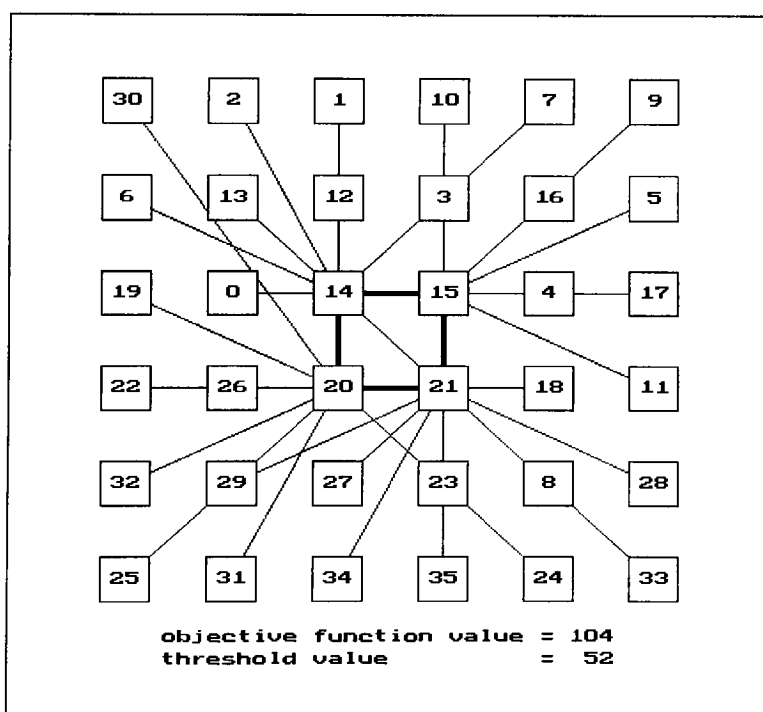 30 2 1 10 7 9
6 13 12 3 16 5
19 0 14 15 4 17
22 26 20 21 18 11
32 29 27 23 8 28
25 31 34 35 24 33
objective function value = 104
threshold value = 52